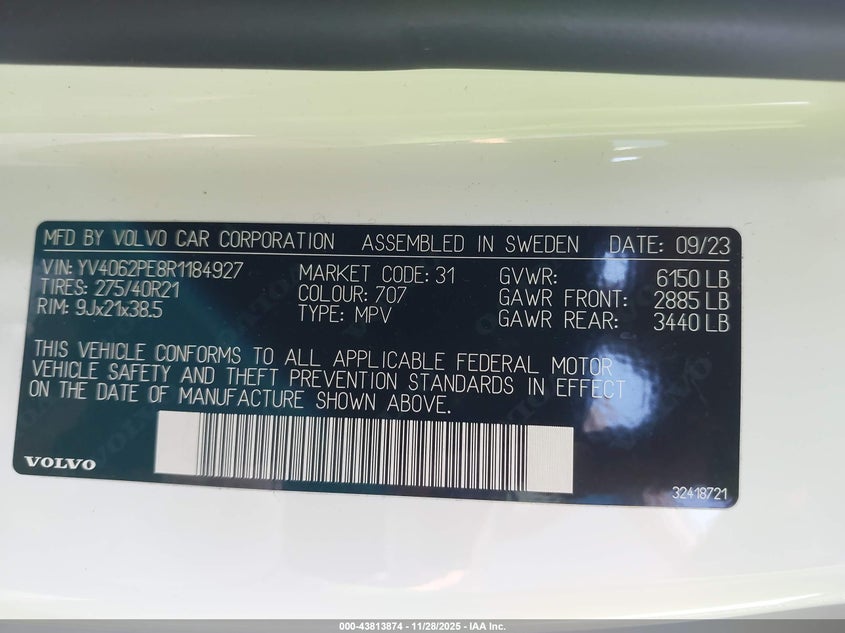 MFD BY VOLVO CAR CORPORATION ASSEMBLED IN SWEDEN DATE: 09/23
VIN: YV4062PE8R1184927 MARKET CODE: 31 GVWR: 6150 LB
TIRES: 275/40R21 COLOUR: 707 GAWR FRONT: 2885 LB
RIM: 9Jx21x38.5 TYPE: MPV GAWR REAR: 3440 LB
THIS VEHICLE CONFORMS TO ALL APPLICABLE FEDERAL MOTOR
VEHICLE SAFETY AND THEFT PREVENTION STANDARDS IN EFFECT
ON THE DATE OF MANUFACTURE SHOWN ABOVE.
VOLVO
32418721
000-43813874 | 11/28/2025 - IAA Inc.